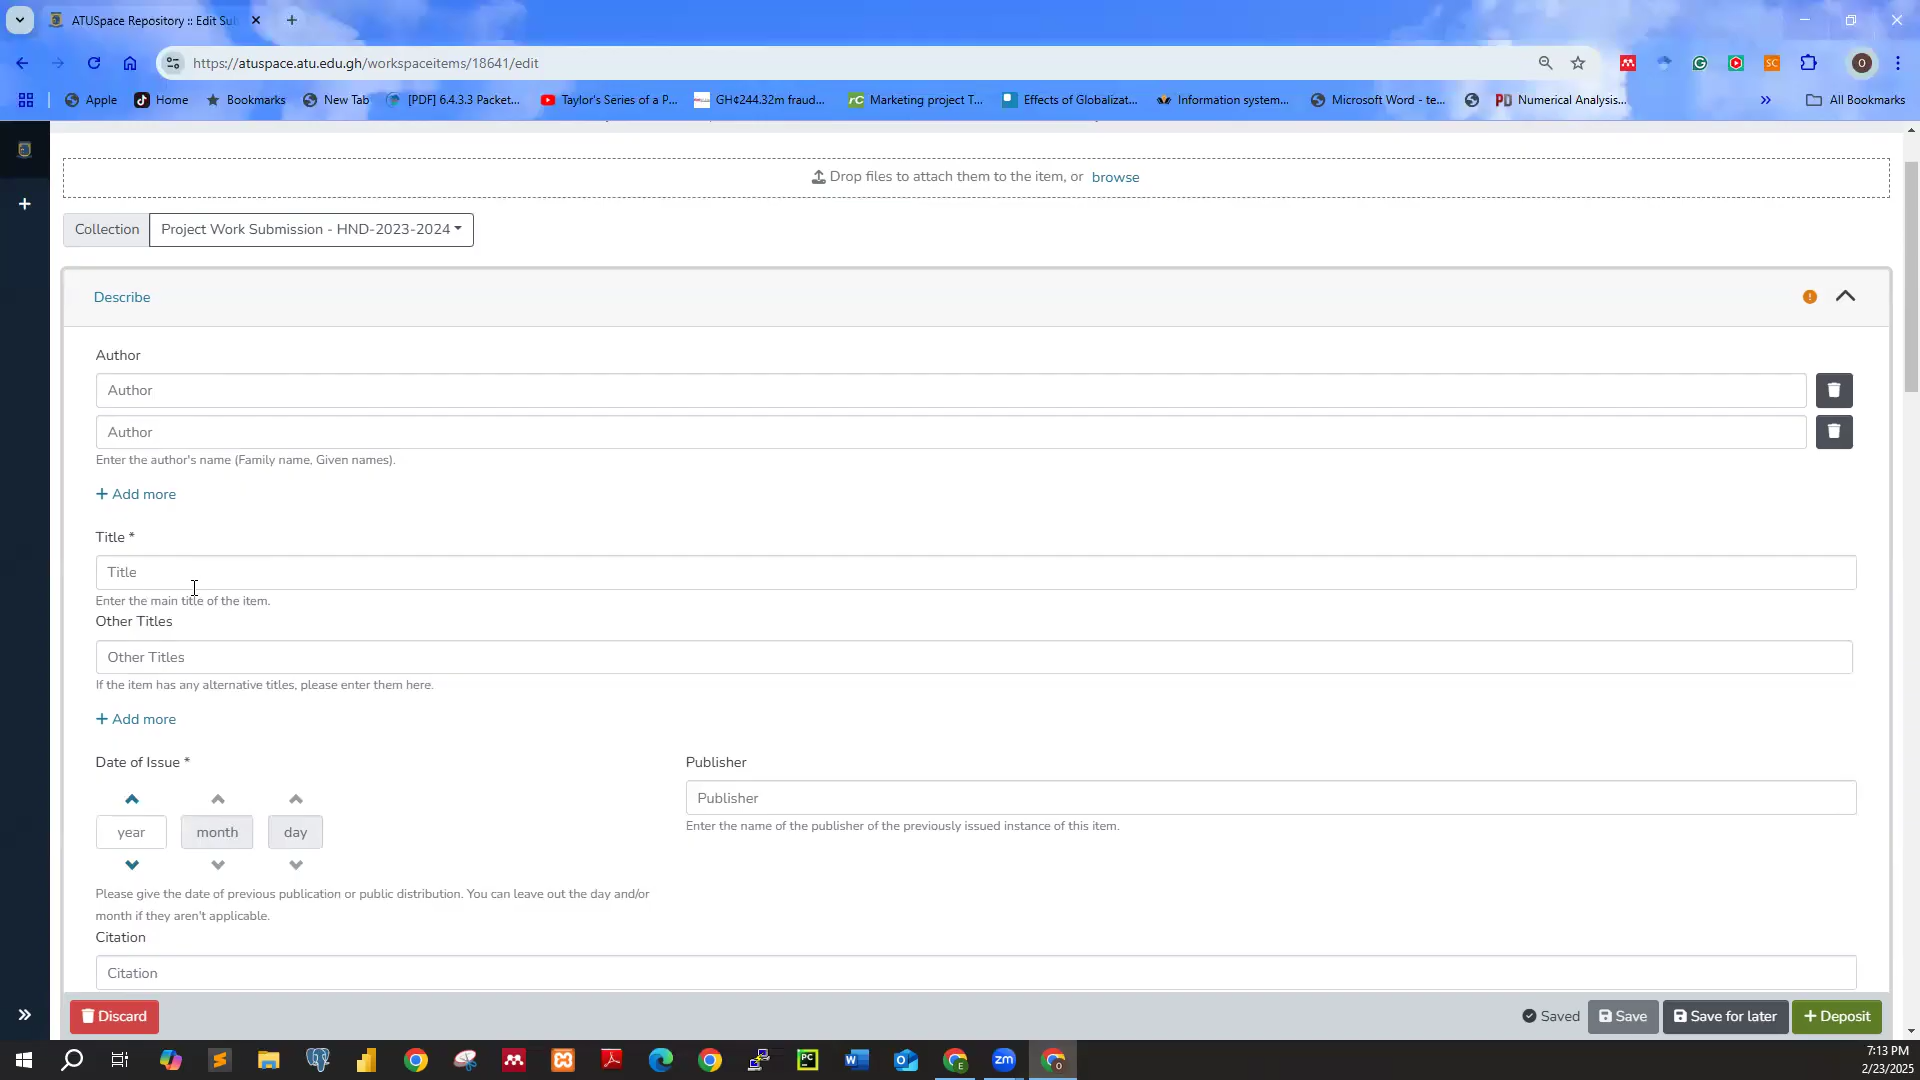 ATUSpace Repository :: Edit Su
https://atuspace.atu.edu.gh/workspaceitems/18641/edit
SC
O
Apple
Home
Bookmarks
New Tab
[PDF] 6.4.3.3 Packet...
Taylor's Series of a P...
GH¢244.32m fraud...
rC
Marketing project T...
Effects of Globalizat...
Information system...
Microsoft Word - te...
PD
Numerical Analysis...
All Bookmarks
Drop files to attach them to the item, or browse
Collection
Project Work Submission - HND-2023-2024
Describe
Author
Author
Author
Enter the author's name (Family name, Given names).
+ Add more
Title *
Title
Enter the main title of the item.
Other Titles
Other Titles
If the item has any alternative titles, please enter them here.
+ Add more
Date of Issue *
year
month
day
Please give the date of previous publication or public distribution. You can leave out the day and/or
month if they aren't applicable.
Publisher
Publisher
Enter the name of the publisher of the previously issued instance of this item.
Citation
Citation
Discard
Saved
Save
Save for later
+ Deposit
PC
zm
7:13 PM
2/23/2025